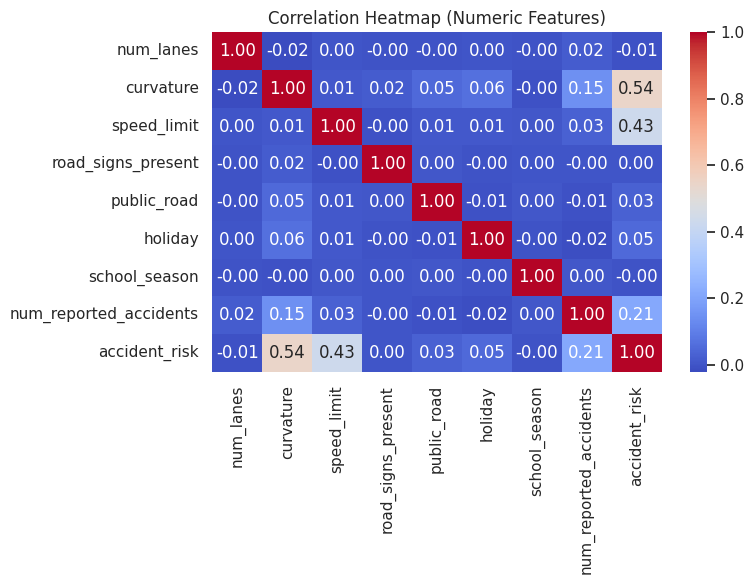 Correlation Heatmap (Numeric Features)
num_lanes 1.00 -0.02 0.00 -0.00 -0.00 0.00 -0.00 0.02 -0.01
curvature -0.02 1.00 0.01 0.02 0.05 0.06 -0.00 0.15 0.54
speed_limit 0.00 0.01 1.00 -0.00 0.01 0.01 0.00 0.03 0.43
road_signs_present -0.00 0.02 -0.00 1.00 0.00 -0.00 0.00 -0.00 0.00
public_road -0.00 0.05 0.01 0.00 1.00 -0.01 0.00 -0.01 0.03
holiday 0.00 0.06 0.01 -0.00 -0.01 1.00 -0.00 -0.02 0.05
school_season -0.00 -0.00 0.00 0.00 0.00 -0.00 1.00 0.00 -0.00
num_reported_accidents 0.02 0.15 0.03 -0.00 -0.01 -0.02 0.00 1.00 0.21
accident_risk -0.01 0.54 0.43 0.00 0.03 0.05 -0.00 0.21 1.00
num_lanes
curvature
speed_limit
road_signs_present
public_road
holiday
school_season
num_reported_accidents
accident_risk
1.0
0.8
0.6
0.4
0.2
0.0